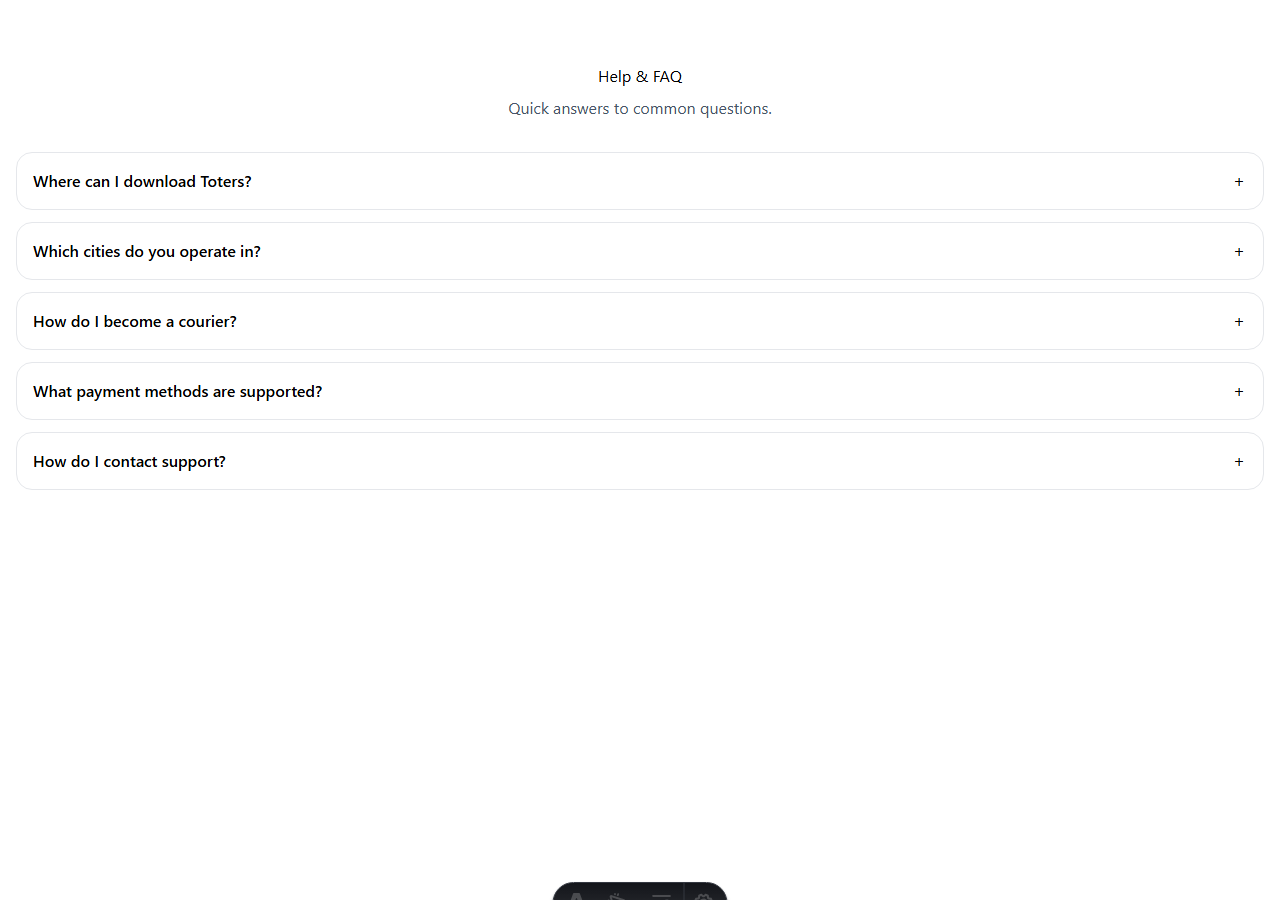 Help & FAQ
Quick answers to common questions.
Where can I download Toters?
+
Which cities do you operate in?
+
How do I become a courier?
+
What payment methods are supported?
+
How do I contact support?
+